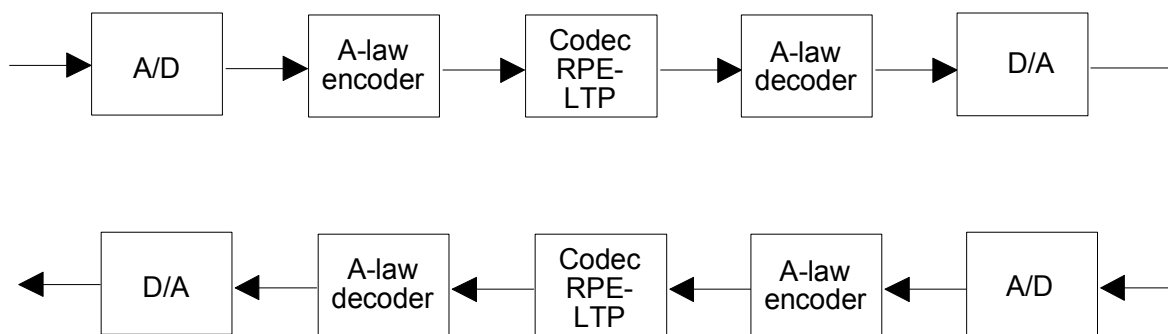 A/D
A-law
encoder
Codec
RPE-
LTP
A-law
decoder
D/A
D/A
A-law
decoder
Codec
RPE-
LTP
A-law
encoder
A/D